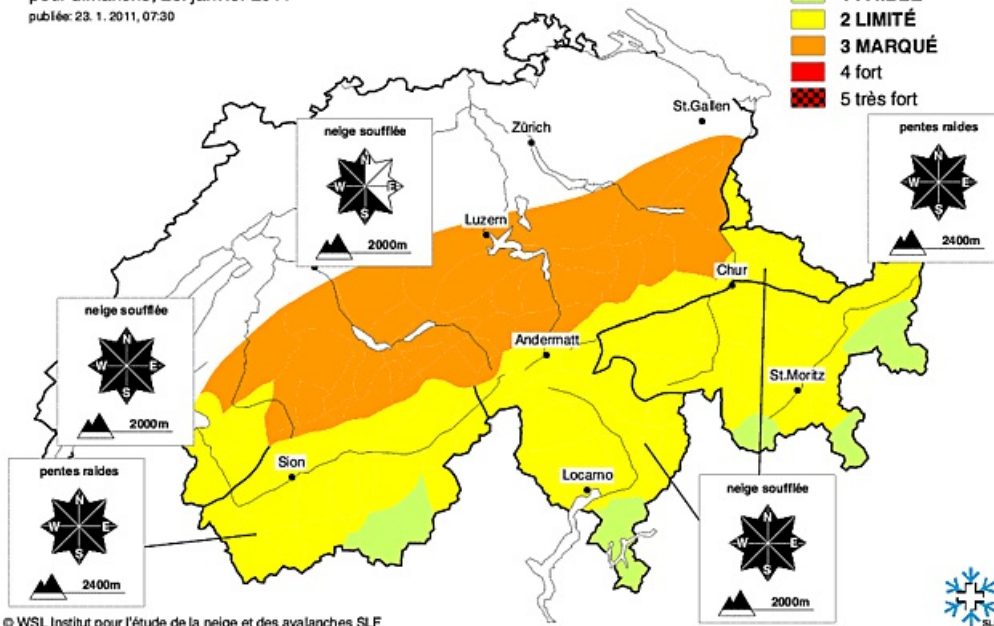 publiée: 23. 1. 2011, 07:30
2 LIMITÉ
3 MARQUÉ
4 fort
5 très fort
St.Gallen
Zürich
neige soufflée
N
W
E
S
2000m
pentes raides
N
W
E
S
2400m
Luzern
Chur
neige soufflée
N
W
E
S
2000m
Andermatt
St.Moritz
pentes raides
N
W
E
S
2400m
Sion
Locarno
neige soufflée
N
W
E
S
2000m
© WSL Institut pour l'étude de la neige et des avalanches SLF